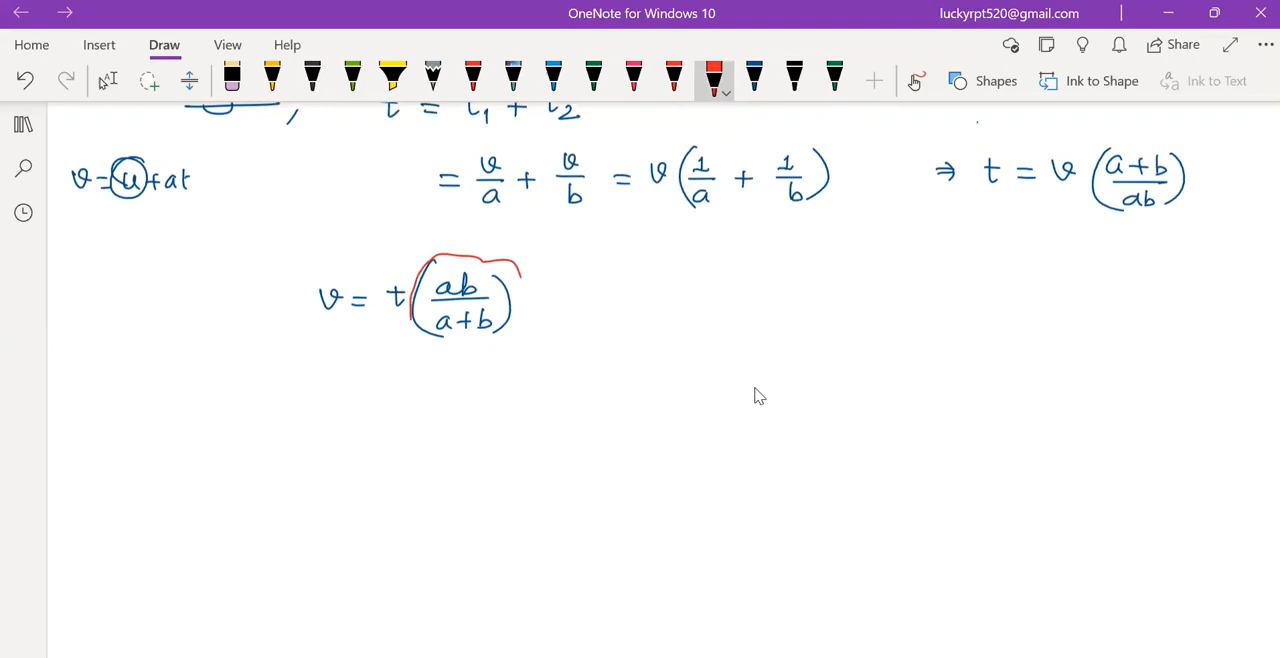 OneNote for Windows 10 luckyrpt520@gmail.com
Home Insert Draw View Help Share
Shapes Ink to Shape Ink to Text
, t = t₁ + t₂
v = u + at = v/a + v/b = v(1/a + 1/b) ⇒ t = v((a+b)/ab)
v = t(ab/(a+b))